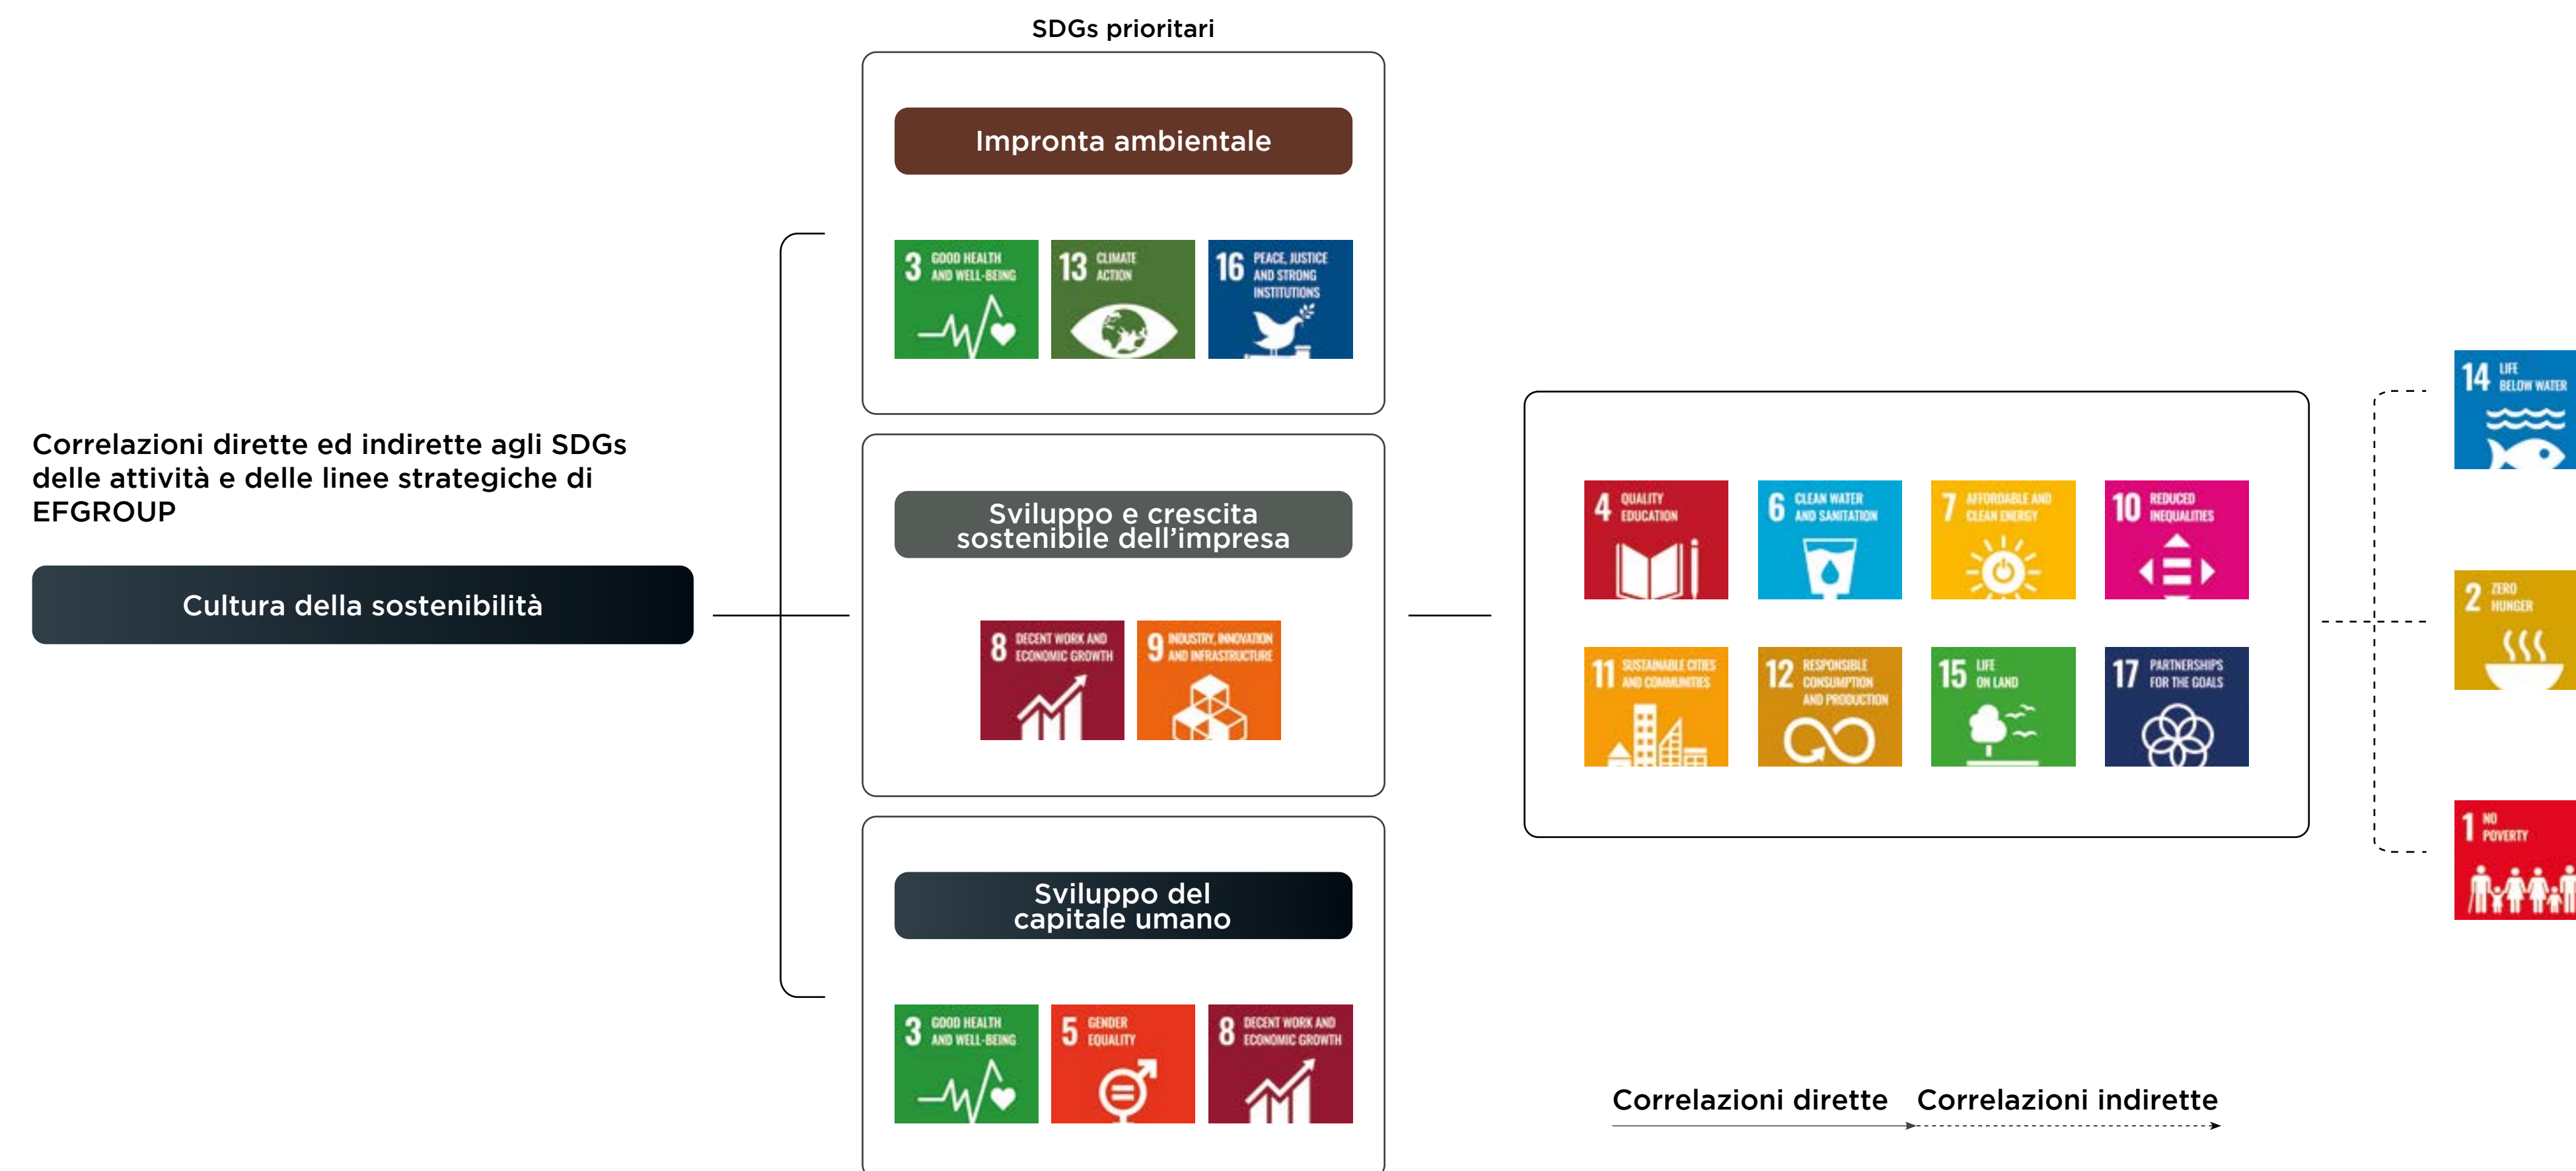 SDGs prioritari
Impronta ambientale
3 GOOD HEALTH
AND WELL-BEING
13 CLIMATE
ACTION
16 PEACE, JUSTICE
AND STRONG
INSTITUTIONS
Correlazioni dirette ed indirette agli SDGs
delle attività e delle linee strategiche di
EFGROUP
Cultura della sostenibilità
Sviluppo e crescita
sostenibile dell’impresa
8 DECENT WORK AND
ECONOMIC GROWTH
9 INDUSTRY, INNOVATION
AND INFRASTRUCTURE
Sviluppo del
capitale umano
3 GOOD HEALTH
AND WELL-BEING
5 GENDER
EQUALITY
8 DECENT WORK AND
ECONOMIC GROWTH
4 QUALITY
EDUCATION
6 CLEAN WATER
AND SANITATION
7 AFFORDABLE AND
CLEAN ENERGY
10 REDUCED
INEQUALITIES
11 SUSTAINABLE CITIES
AND COMMUNITIES
12 RESPONSIBLE
CONSUMPTION
AND PRODUCTION
15 LIFE
ON LAND
17 PARTNERSHIPS
FOR THE GOALS
14 LIFE
BELOW WATER
2 ZERO
HUNGER
1 NO
POVERTY
Correlazioni dirette Correlazioni indirette